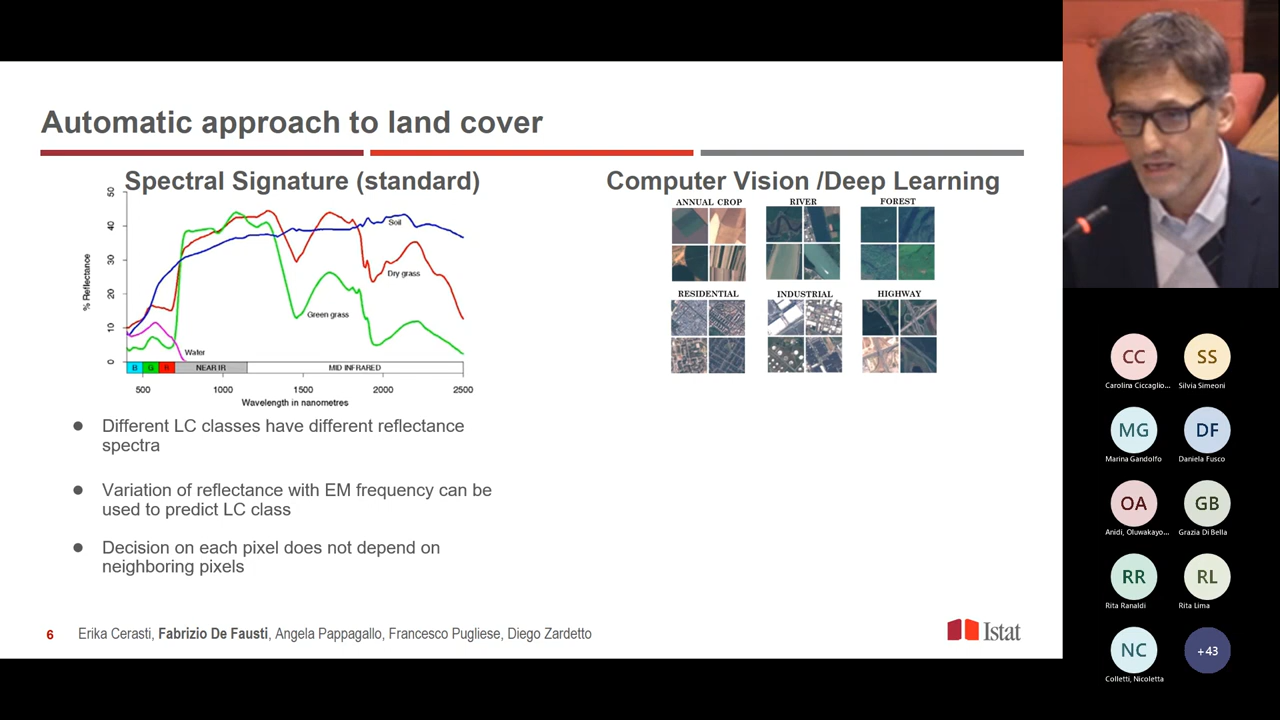 Automatic approach to land cover
Spectral Signature (standard)
50
40
30
20
10
0
% Reflectance
Soil
Dry grass
Green grass
Water
B G R NEAR IR MID INFRARED
500 1000 1500 2000 2500
Wavelength in nanometres
Different LC classes have different reflectance
spectra
Variation of reflectance with EM frequency can be
used to predict LC class
Decision on each pixel does not depend on
neighboring pixels
Computer Vision /Deep Learning
ANNUAL CROP RIVER FOREST
RESIDENTIAL INDUSTRIAL HIGHWAY
6 Erika Cerasti, Fabrizio De Fausti, Angela Pappagallo, Francesco Pugliese, Diego Zardetto
Istat
CC SS
Carolina Ciccaglio... Silvia Simeoni
MG DF
Marina Gandolfo Daniela Fusco
OA GB
Anidi, Oluwakayo... Grazia Di Bella
RR RL
Rita Ranaldi Rita Lima
NC +43
Colletti, Nicoletta